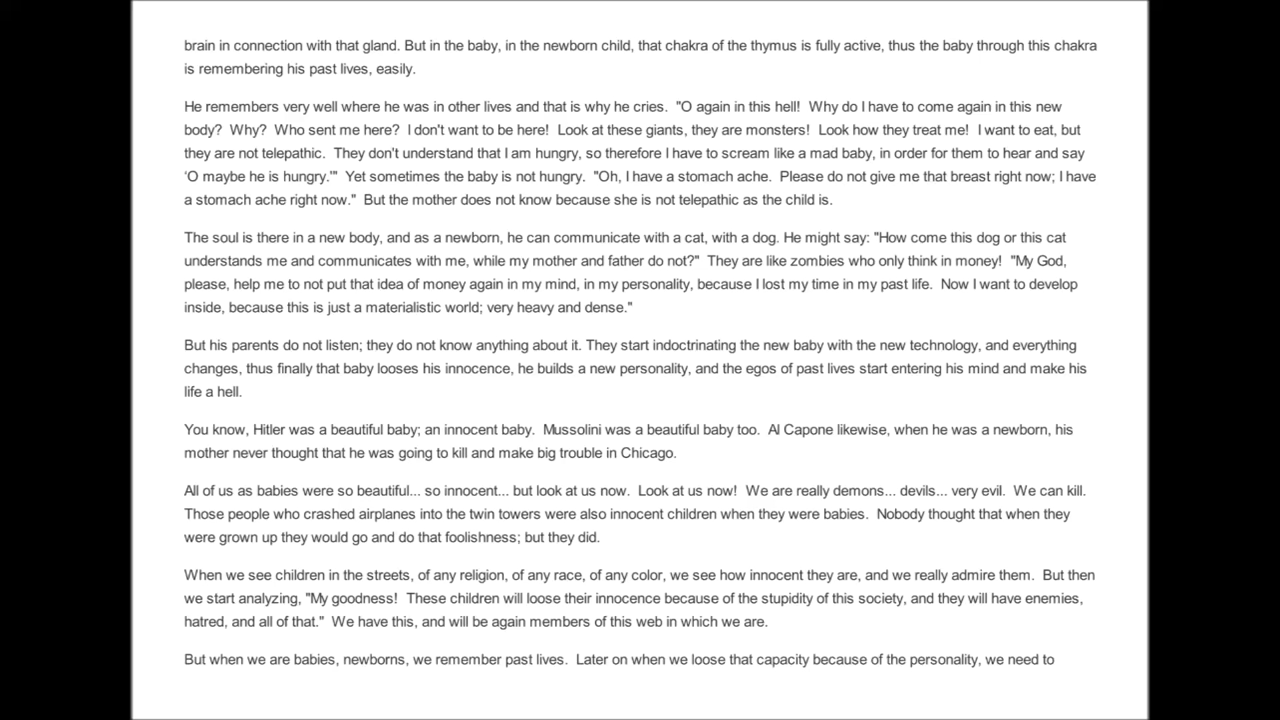 brain in connection with that gland. But in the baby, in the newborn child, that chakra of the thymus is fully active, thus the baby through this chakra
is remembering his past lives, easily.
He remembers very well where he was in other lives and that is why he cries.  "O again in this hell!  Why do I have to come again in this new
body?  Why?  Who sent me here?  I don't want to be here!  Look at these giants, they are monsters!  Look how they treat me!  I want to eat, but
they are not telepathic.  They don't understand that I am hungry, so therefore I have to scream like a mad baby, in order for them to hear and say
‘O maybe he is hungry.’"  Yet sometimes the baby is not hungry.  "Oh, I have a stomach ache.  Please do not give me that breast right now; I have
a stomach ache right now."  But the mother does not know because she is not telepathic as the child is.
The soul is there in a new body, and as a newborn, he can communicate with a cat, with a dog. He might say: "How come this dog or this cat
understands me and communicates with me, while my mother and father do not?"  They are like zombies who only think in money!  "My God,
please, help me to not put that idea of money again in my mind, in my personality, because I lost my time in my past life.  Now I want to develop
inside, because this is just a materialistic world; very heavy and dense."
But his parents do not listen; they do not know anything about it. They start indoctrinating the new baby with the new technology, and everything
changes, thus finally that baby looses his innocence, he builds a new personality, and the egos of past lives start entering his mind and make his
life a hell.
You know, Hitler was a beautiful baby; an innocent baby.  Mussolini was a beautiful baby too.  Al Capone likewise, when he was a newborn, his
mother never thought that he was going to kill and make big trouble in Chicago.
All of us as babies were so beautiful... so innocent... but look at us now.  Look at us now!  We are really demons... devils... very evil.  We can kill.
Those people who crashed airplanes into the twin towers were also innocent children when they were babies.  Nobody thought that when they
were grown up they would go and do that foolishness; but they did.
When we see children in the streets, of any religion, of any race, of any color, we see how innocent they are, and we really admire them.  But then
we start analyzing, "My goodness!  These children will loose their innocence because of the stupidity of this society, and they will have enemies,
hatred, and all of that."  We have this, and will be again members of this web in which we are.
But when we are babies, newborns, we remember past lives.  Later on when we loose that capacity because of the personality, we need to